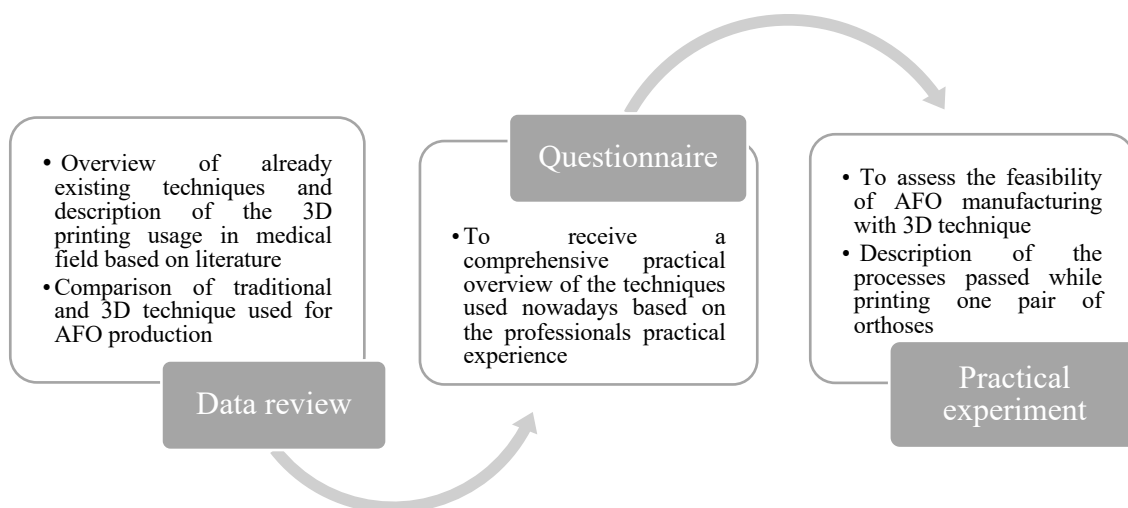 • Overview of already
existing techniques and
description of the 3D
printing usage in medical
field based on literature
•Comparison of traditional
and 3D technique used for
AFO production
Data review
Questionnaire
•To receive a
comprehensive practical
overview of the techniques
used nowadays based on
the professionals practical
experience
• To assess the feasibility
of AFO manufacturing
with 3D technique
• Description of the
processes passed while
printing one pair of
orthoses
Practical
experiment